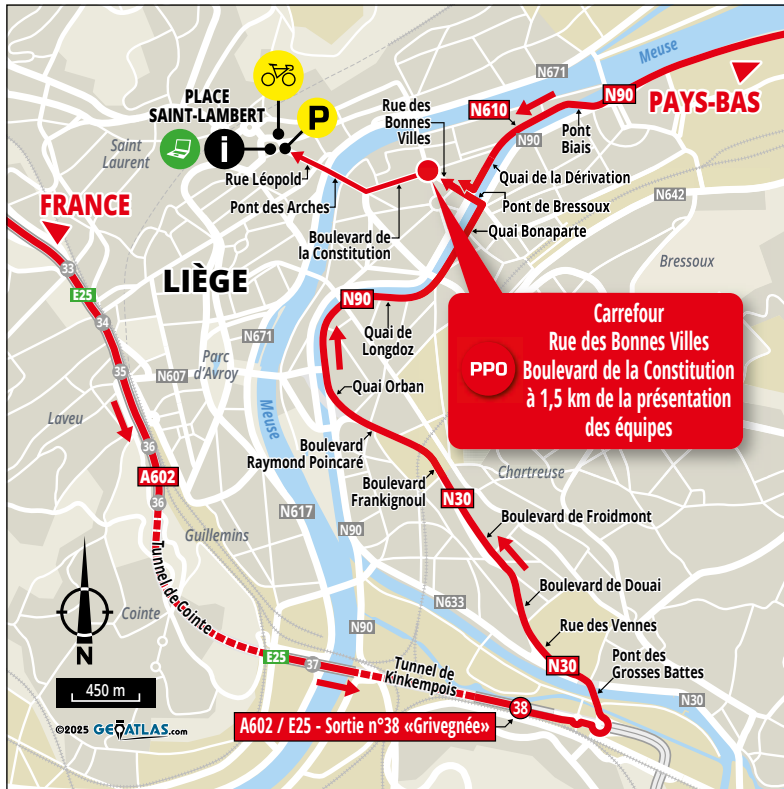 Meuse
N671
N90
PAYS-BAS
N610
N90
Pont
Biais
PLACE
SAINT-LAMBERT
P
i
Rue des
Bonnes
Villes
Saint
Laurent
Rue Léopold
Pont des Arches
Quai de la Dérivation
Pont de Bressoux
N642
FRANCE
Boulevard de
la Constitution
Quai Bonaparte
Bressoux
33
E25
LIÈGE
N90
34
N671
Quai de
Longdoz
Carrefour
Rue des Bonnes Villes
PPO
Boulevard de la Constitution
à 1,5 km de la présentation
des équipes
Parc
d'Avroy
35
N607
Quai Orban
Meuse
Laveu
36
Boulevard
Raymond Poincaré
A602
36
Boulevard
Frankignoul
Chartreuse
N30
N617
Boulevard de Froidmont
Guillemins
N90
Tunnel de Cointe
Boulevard de Douai
Cointe
N633
N90
Rue des Vennes
N
E25
37
Tunnel de
Kinkempois
N30
Pont des
Grosses Battes
450 m
N30
38
©2025 GEOATLAS.com
A602 / E25 - Sortie n°38 «Grivegnée»